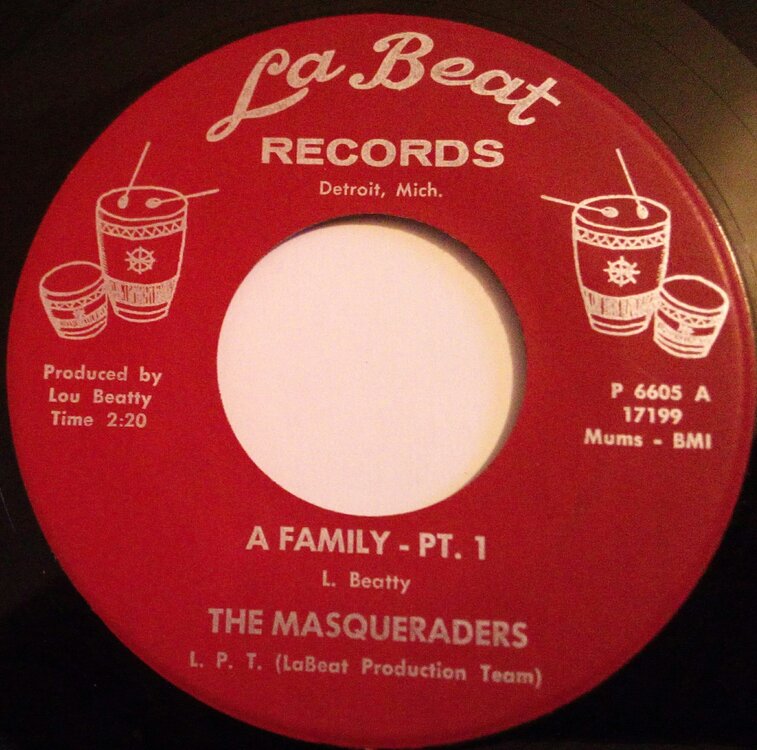 La Beat
RECORDS
Detroit, Mich.
Produced by
Lou Beatty
Time 2:20
P 6605 A
17199
Mums - BMI
A FAMILY - PT. 1
L. Beatty
THE MASQUERADERS
L. P. T. (LaBeat Production Team)